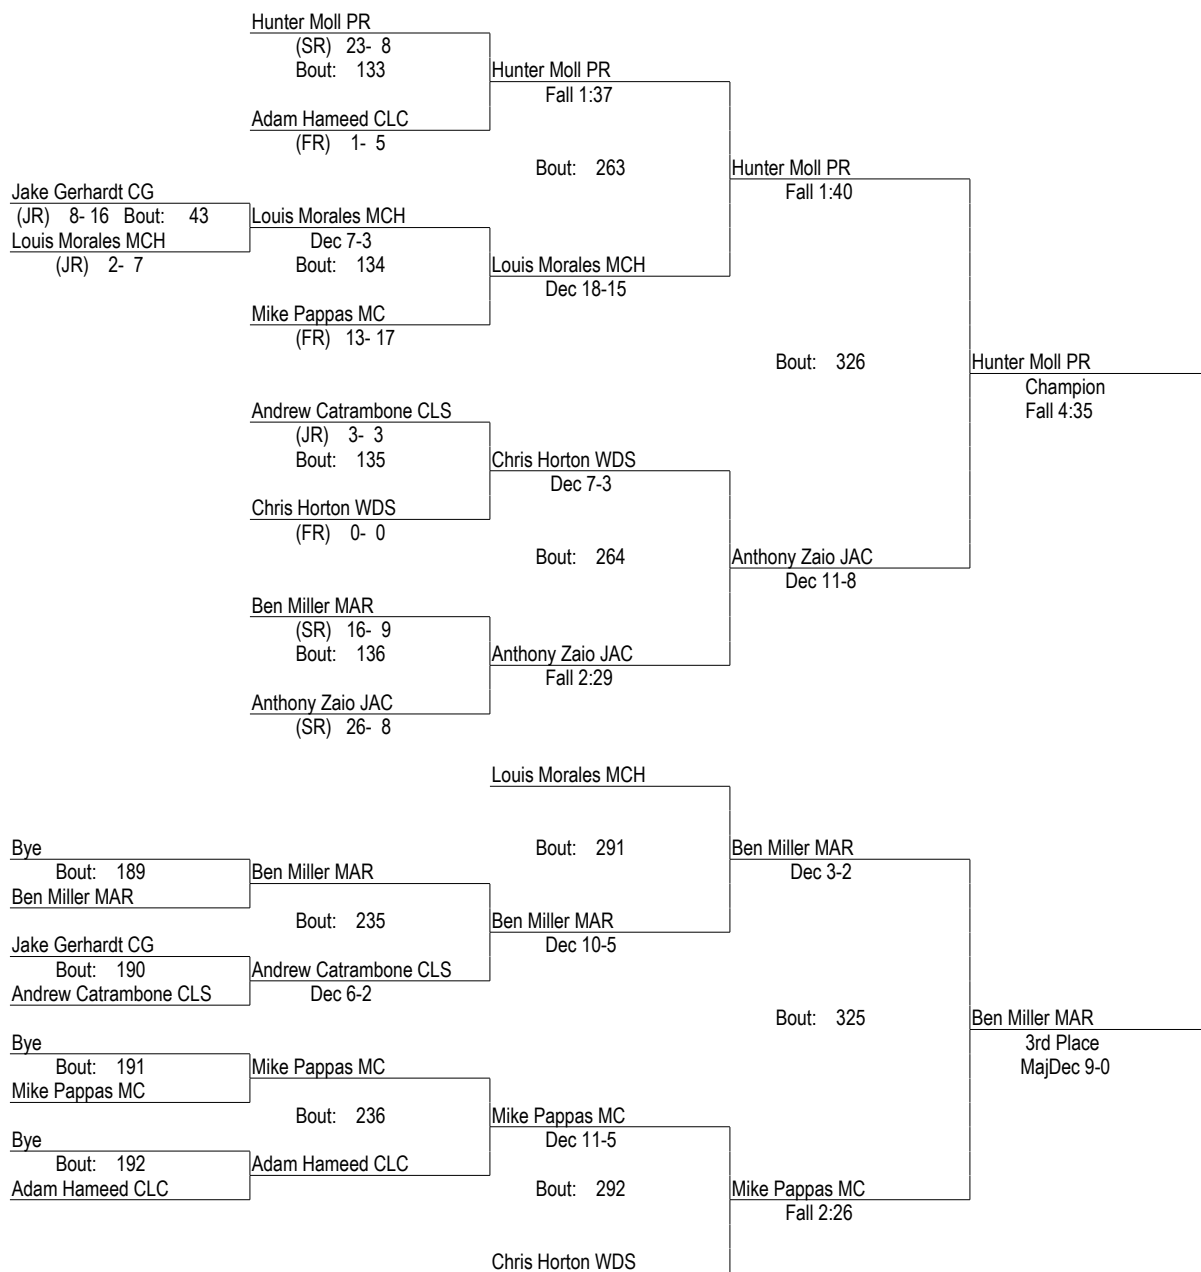 Hunter Moll PR
(SR) 23- 8
Bout: 133
Hunter Moll PR
Fall 1:37
Adam Hameed CLC
(FR) 1- 5
Bout: 263
Hunter Moll PR
Fall 1:40
Jake Gerhardt CG
(JR) 8- 16 Bout: 43
Louis Morales MCH
Louis Morales MCH
(JR) 2- 7
Dec 7-3
Bout: 134
Louis Morales MCH
Dec 18-15
Mike Pappas MC
(FR) 13- 17
Bout: 326
Hunter Moll PR
Champion
Fall 4:35
Andrew Catrambone CLS
(JR) 3- 3
Bout: 135
Chris Horton WDS
Dec 7-3
Chris Horton WDS
(FR) 0- 0
Bout: 264
Anthony Zaio JAC
Dec 11-8
Ben Miller MAR
(SR) 16- 9
Bout: 136
Anthony Zaio JAC
Fall 2:29
Anthony Zaio JAC
(SR) 26- 8
Louis Morales MCH
Bye
Bout: 189
Ben Miller MAR
Ben Miller MAR
Bout: 291
Ben Miller MAR
Dec 3-2
Bout: 235
Ben Miller MAR
Dec 10-5
Jake Gerhardt CG
Bout: 190
Andrew Catrambone CLS
Andrew Catrambone CLS
Dec 6-2
Bout: 325
Ben Miller MAR
3rd Place
MajDec 9-0
Bye
Bout: 191
Mike Pappas MC
Mike Pappas MC
Bout: 236
Mike Pappas MC
Dec 11-5
Bye
Bout: 192
Adam Hameed CLC
Adam Hameed CLC
Bout: 292
Mike Pappas MC
Fall 2:26
Chris Horton WDS